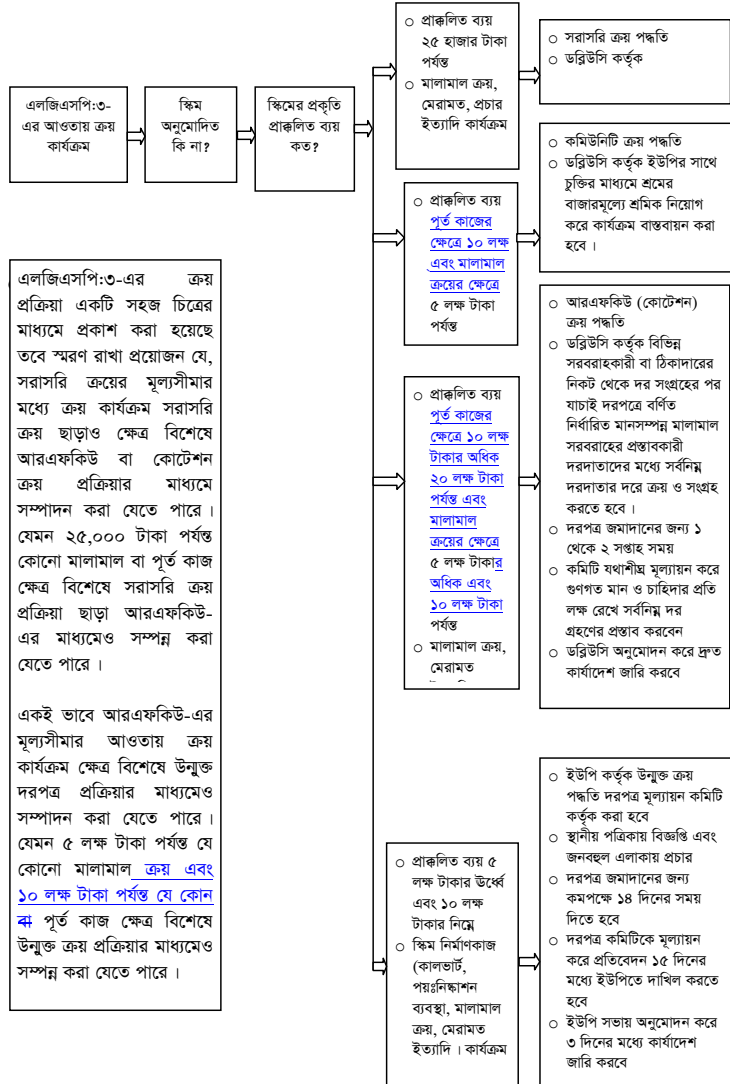 এলজিএসপি:৩-
এর আওতায় ক্রয়
কার্যক্রম
স্কিম
অনুমোদিত
কি না?
স্কিমের প্রকৃতি
প্রাক্কলিত ব্যয়
কত?
○ প্রাক্কলিত ব্যয়
২৫ হাজার টাকা
পর্যন্ত
○ মালামাল ক্রয়,
মেরামত, প্রচার
ইত্যাদি কার্যক্রম
○ সরাসরি ক্রয় পদ্ধতি
○ ডব্লিউসি কর্তৃক
○ প্রাক্কলিত ব্যয়
পূর্ত কাজের
ক্ষেত্রে ১০ লক্ষ
এবং মালামাল
ক্রয়ের ক্ষেত্রে
৫ লক্ষ টাকা
পর্যন্ত
○ কমিউনিটি ক্রয় পদ্ধতি
○ ডব্লিউসি কর্তৃক ইউপির সাথে
চুক্তির মাধ্যমে শ্রমের
বাজারমূল্যে শ্রমিক নিয়োগ
করে কার্যক্রম বাস্তবায়ন করা
হবে ।
○ প্রাক্কলিত ব্যয়
পূর্ত কাজের
ক্ষেত্রে ১০ লক্ষ
টাকার অধিক
২০ লক্ষ টাকা
পর্যন্ত এবং
মালামাল
ক্রয়ের ক্ষেত্রে
৫ লক্ষ টাকার
অধিক এবং
১০ লক্ষ টাকা
পর্যন্ত
○ মালামাল ক্রয়,
মেরামত
○ আরএফকিউ (কোটেশন)
ক্রয় পদ্ধতি
○ ডব্লিউসি কর্তৃক বিভিন্ন
সরবরাহকারী বা ঠিকাদারের
নিকট থেকে দর সংগ্রহের পর
যাচাই দরপত্রে বর্ণিত
নির্ধারিত মানসম্পন্ন মালামাল
সরবরাহের প্রস্তাবকারী
দরদাতাদের মধ্যে সর্বনিম্ন
দরদাতার দরে ক্রয় ও সংগ্রহ
করতে হবে ।
○ দরপত্র জমাদানের জন্য ১
থেকে ২ সপ্তাহ সময়
○ কমিটি যথাশীঘ্র মূল্যায়ন করে
গুণগত মান ও চাহিদার প্রতি
লক্ষ রেখে সর্বনিম্ন দর
গ্রহণের প্রস্তাব করবেন
○ ডব্লিউসি অনুমোদন করে দ্রুত
কার্যাদেশ জারি করবে
○ প্রাক্কলিত ব্যয় ৫
লক্ষ টাকার ঊর্ধ্বে
এবং ১০ লক্ষ
টাকার নিম্নে
○ স্কিম নির্মাণকাজ
(কালভার্ট,
পয়ঃনিষ্কাশন
ব্যবস্থা, মালামাল
ক্রয়, মেরামত
ইত্যাদি । কার্যক্রম
○ ইউপি কর্তৃক উন্মুক্ত ক্রয়
পদ্ধতি দরপত্র মূল্যায়ন কমিটি
কর্তৃক করা হবে
○ স্থানীয় পত্রিকায় বিজ্ঞপ্তি এবং
জনবহুল এলাকায় প্রচার
○ দরপত্র জমাদানের জন্য
কমপক্ষে ১৪ দিনের সময়
দিতে হবে
○ দরপত্র কমিটিকে মূল্যায়ন
করে প্রতিবেদন ১৫ দিনের
মধ্যে ইউপিতে দাখিল করতে
হবে
○ ইউপি সভায় অনুমোদন করে
৩ দিনের মধ্যে কার্যাদেশ
জারি করবে
এলজিএসপি:৩-এর ক্রয়
প্রক্রিয়া একটি সহজ চিত্রের
মাধ্যমে প্রকাশ করা হয়েছে
তবে স্মরণ রাখা প্রয়োজন যে,
সরাসরি ক্রয়ের মূল্যসীমার
মধ্যে ক্রয় কার্যক্রম সরাসরি
ক্রয় ছাড়াও ক্ষেত্র বিশেষে
আরএফকিউ বা কোটেশন
ক্রয় প্রক্রিয়ার মাধ্যমে
সম্পাদন করা যেতে পারে ।
যেমন ২৫,০০০ টাকা পর্যন্ত
কোনো মালামাল বা পূর্ত কাজ
ক্ষেত্র বিশেষে সরাসরি ক্রয়
প্রক্রিয়া ছাড়া আরএফকিউ-
এর মাধ্যমেও সম্পন্ন করা
যেতে পারে ।
একই ভাবে আরএফকিউ-এর
মূল্যসীমার আওতায় ক্রয়
কার্যক্রম ক্ষেত্র বিশেষে উন্মুক্ত
দরপত্র প্রক্রিয়ার মাধ্যমেও
সম্পাদন করা যেতে পারে ।
যেমন ৫ লক্ষ টাকা পর্যন্ত যে
কোনো মালামাল ক্রয় এবং
১০ লক্ষ টাকা পর্যন্ত যে কোন
বা পূর্ত কাজ ক্ষেত্র বিশেষে
উন্মুক্ত ক্রয় প্রক্রিয়ার মাধ্যমেও
সম্পন্ন করা যেতে পারে ।